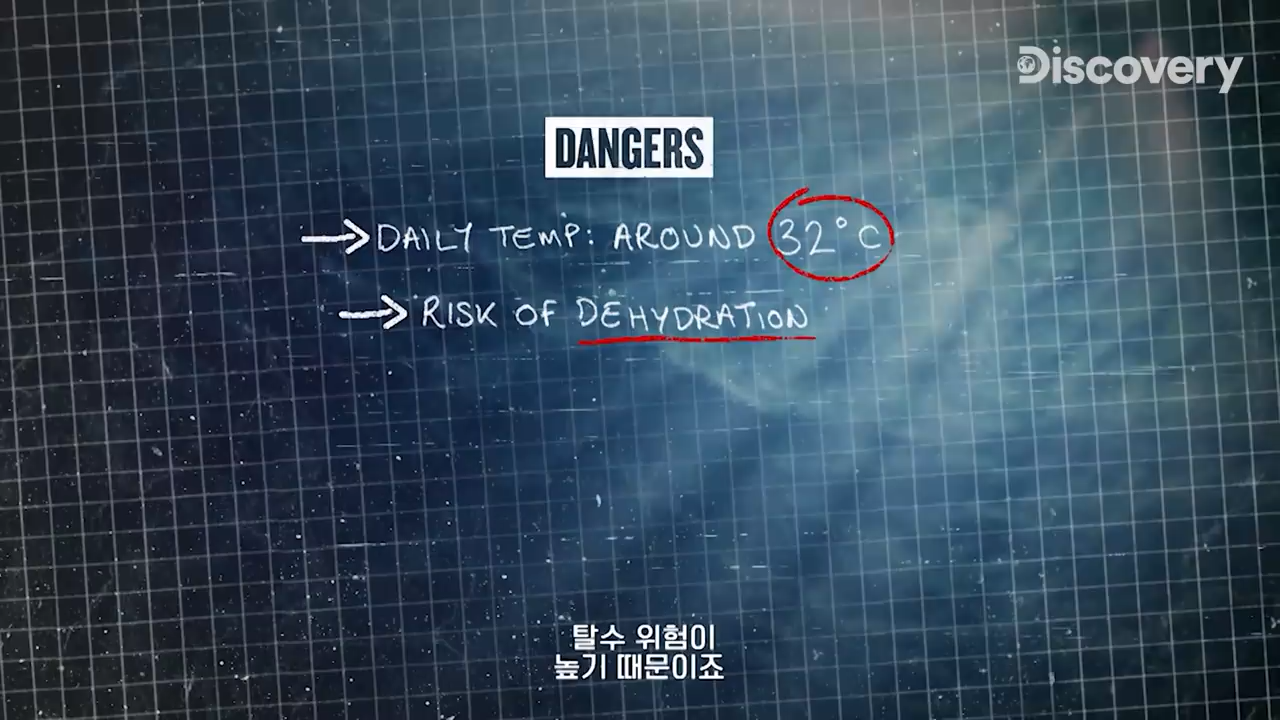 Discovery
DANGERS
DAILY TEMP: AROUND 32°C
RISK OF DEHYDRATION
탈수 위험이
높기 때문이죠